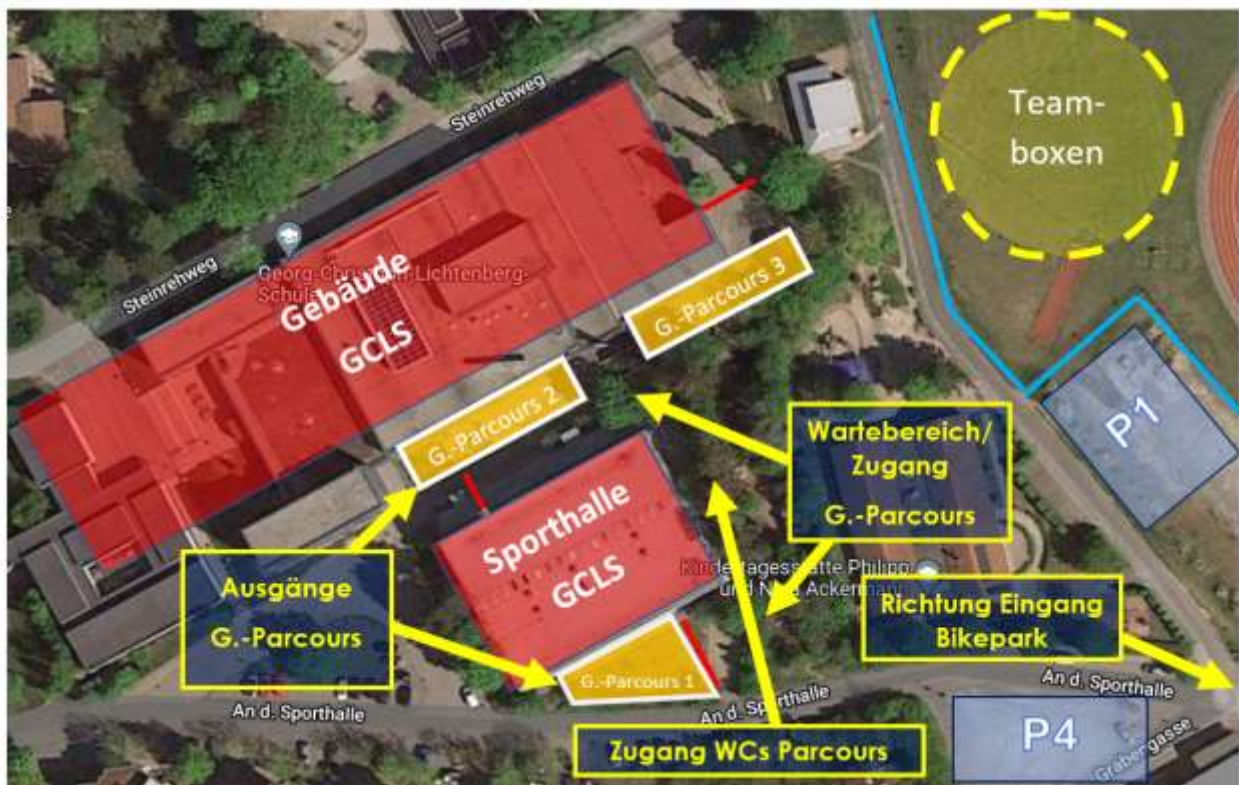 Team-
boxen
Steinrehweg
Steinrehweg
Georg-Christoph-Lichtenberg-
Schule
Gebäude
GCLS
G.-Parcours 3
G.-Parcours 2
P1
Wartebereich/
Zugang
G.-Parcours
Sporthalle
GCLS
Kindertagesstätte Philipp
und N Ackermann
Ausgänge
G.-Parcours
Richtung Eingang
Bikepark
G.-Parcours 1
An d. Sporthalle
An d. Sporthalle
An d. Sporthalle
Zugang WCs Parcours
P4
Grabengasse